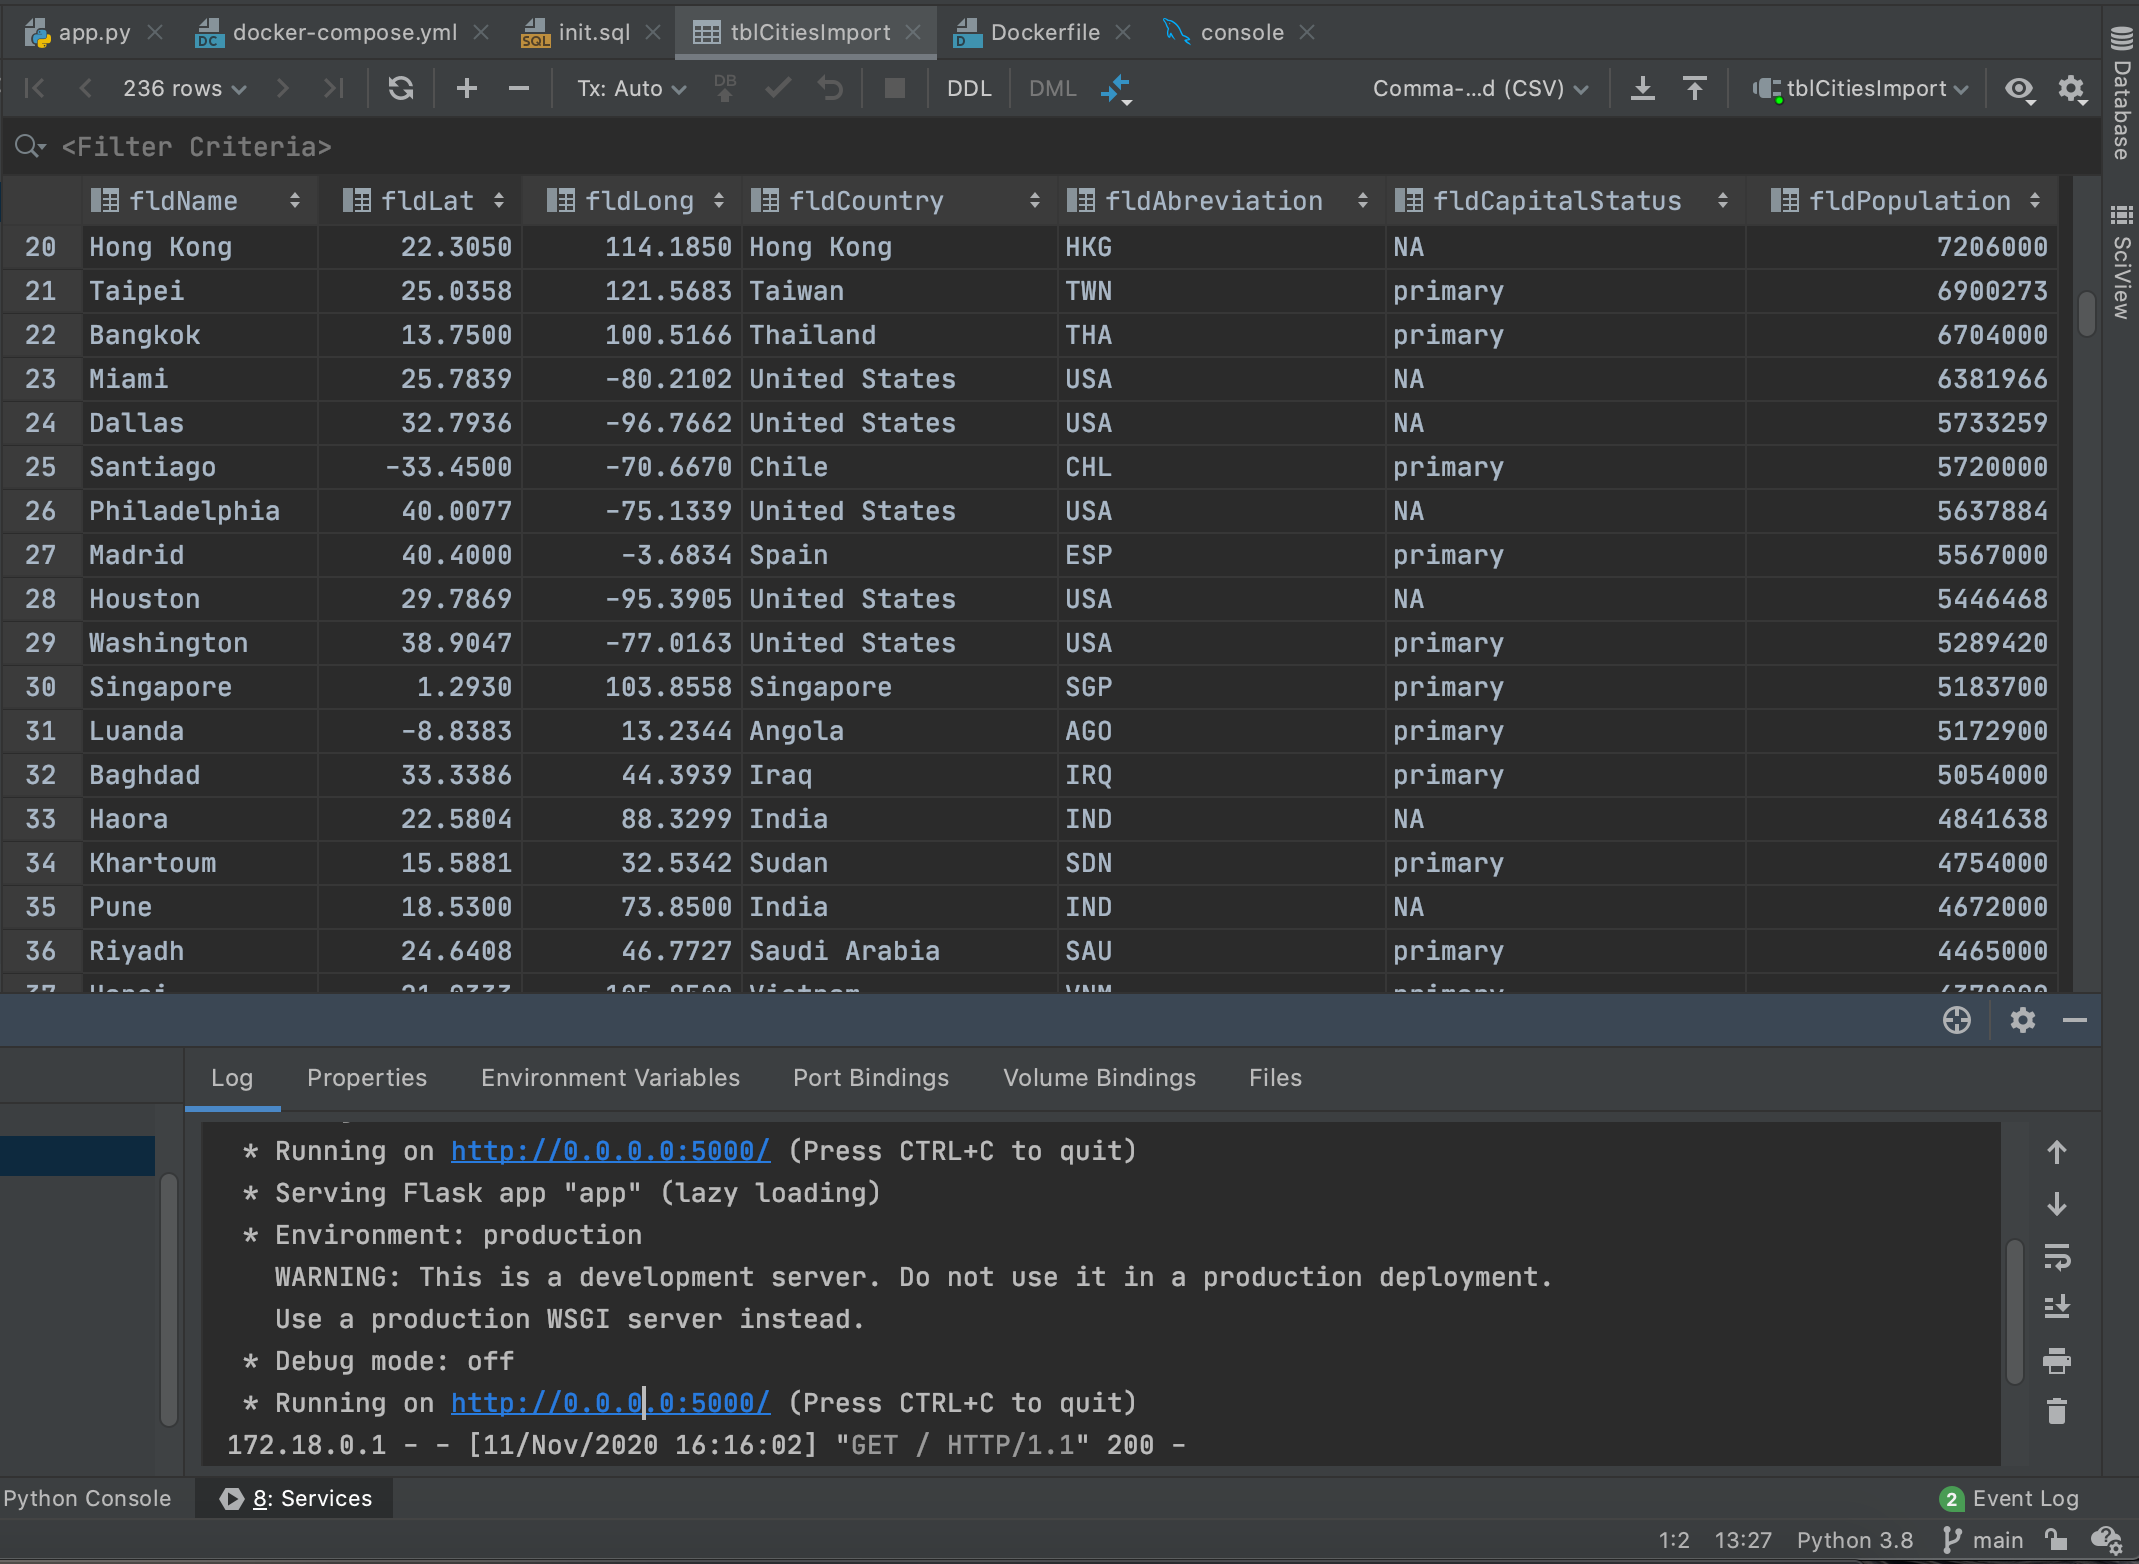 app.py docker-compose.yml init.sql tblCitiesImport Dockerfile console
236 rows Tx: Auto DB DDL DML Comma-...d (CSV) tblCitiesImport
<Filter Criteria>
fldName fldLat fldLong fldCountry fldAbreviation fldCapitalStatus fldPopulation
20 Hong Kong 22.3050 114.1850 Hong Kong HKG NA 7206000
21 Taipei 25.0358 121.5683 Taiwan TWN primary 6900273
22 Bangkok 13.7500 100.5166 Thailand THA primary 6704000
23 Miami 25.7839 -80.2102 United States USA NA 6381966
24 Dallas 32.7936 -96.7662 United States USA NA 5733259
25 Santiago -33.4500 -70.6670 Chile CHL primary 5720000
26 Philadelphia 40.0077 -75.1339 United States USA NA 5637884
27 Madrid 40.4000 -3.6834 Spain ESP primary 5567000
28 Houston 29.7869 -95.3905 United States USA NA 5446468
29 Washington 38.9047 -77.0163 United States USA primary 5289420
30 Singapore 1.2930 103.8558 Singapore SGP primary 5183700
31 Luanda -8.8383 13.2344 Angola AGO primary 5172900
32 Baghdad 33.3386 44.3939 Iraq IRQ primary 5054000
33 Haora 22.5804 88.3299 India IND NA 4841638
34 Khartoum 15.5881 32.5342 Sudan SDN primary 4754000
35 Pune 18.5300 73.8500 India IND NA 4672000
36 Riyadh 24.6408 46.7727 Saudi Arabia SAU primary 4465000
Database
SciView
Log Properties Environment Variables Port Bindings Volume Bindings Files
* Running on http://0.0.0.0:5000/ (Press CTRL+C to quit)
* Serving Flask app "app" (lazy loading)
* Environment: production
WARNING: This is a development server. Do not use it in a production deployment.
Use a production WSGI server instead.
* Debug mode: off
* Running on http://0.0.0.0:5000/ (Press CTRL+C to quit)
172.18.0.1 - - [11/Nov/2020 16:16:02] "GET / HTTP/1.1" 200 -
Python Console 8: Services 2 Event Log
1:2 13:27 Python 3.8 main